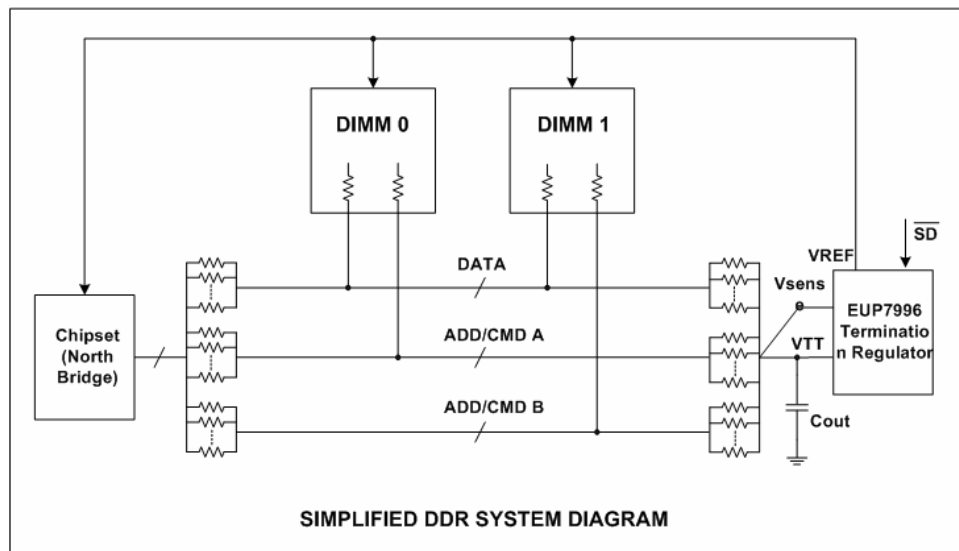 DIMM 0
DIMM 1
SD
VREF
DATA
Vsens
EUP7996
Terminatio
n Regulator
Chipset
(North
Bridge)
ADD/CMD A
VTT
ADD/CMD B
Cout
SIMPLIFIED DDR SYSTEM DIAGRAM